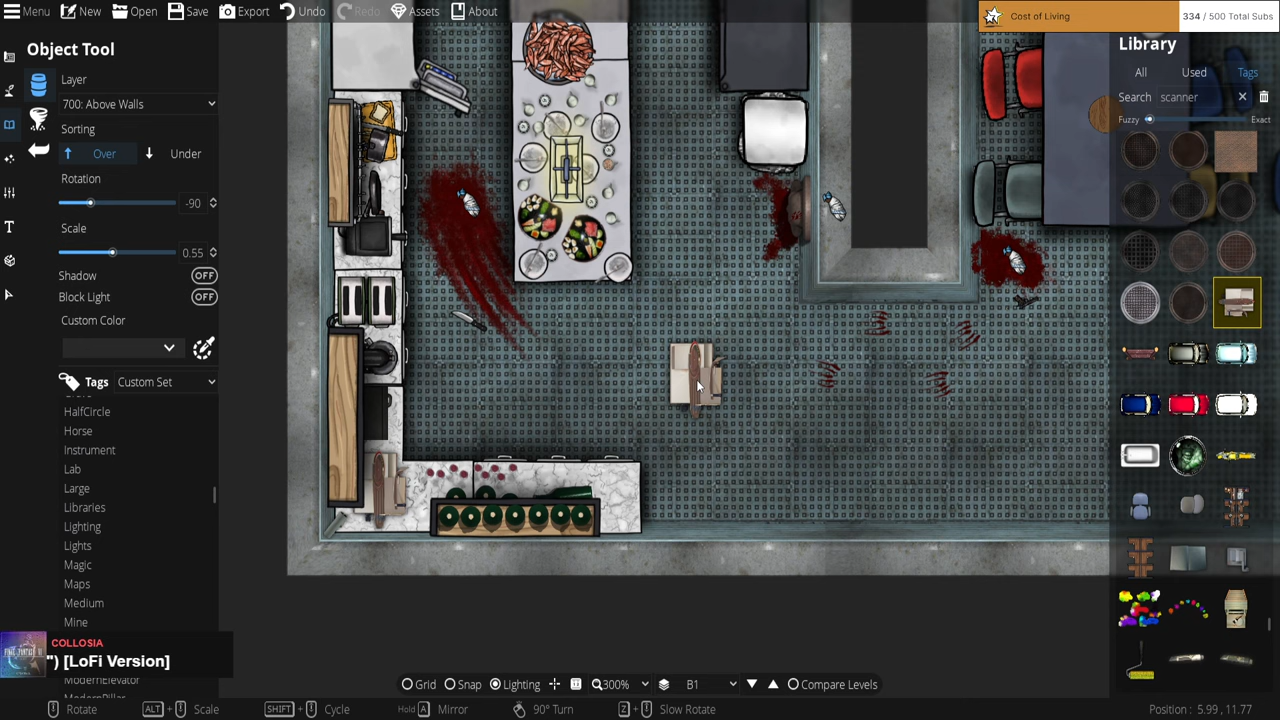 Menu New Open Save Export Undo Redo Assets About
Cost of Living 334 / 500 Total Subs
Object Tool
Layer
700: Above Walls
Sorting
Over Under
Rotation
-90
Scale
0.55
Shadow OFF
Block Light OFF
Custom Color
Tags Custom Set
HalfCircle
Horse
Instrument
Lab
Large
Libraries
Lighting
Lights
Magic
Maps
Medium
Mine
COLLOSIA
") [LoFi Version]
ModernElevator
ModernPillar
Library
All Used Tags
Search scanner
Fuzzy Exact
Grid Snap Lighting 300% B1 Compare Levels
Rotate ALT + Scale SHIFT + Cycle Hold A Mirror 90° Turn Z + Slow Rotate Position : 5.99 , 11.77